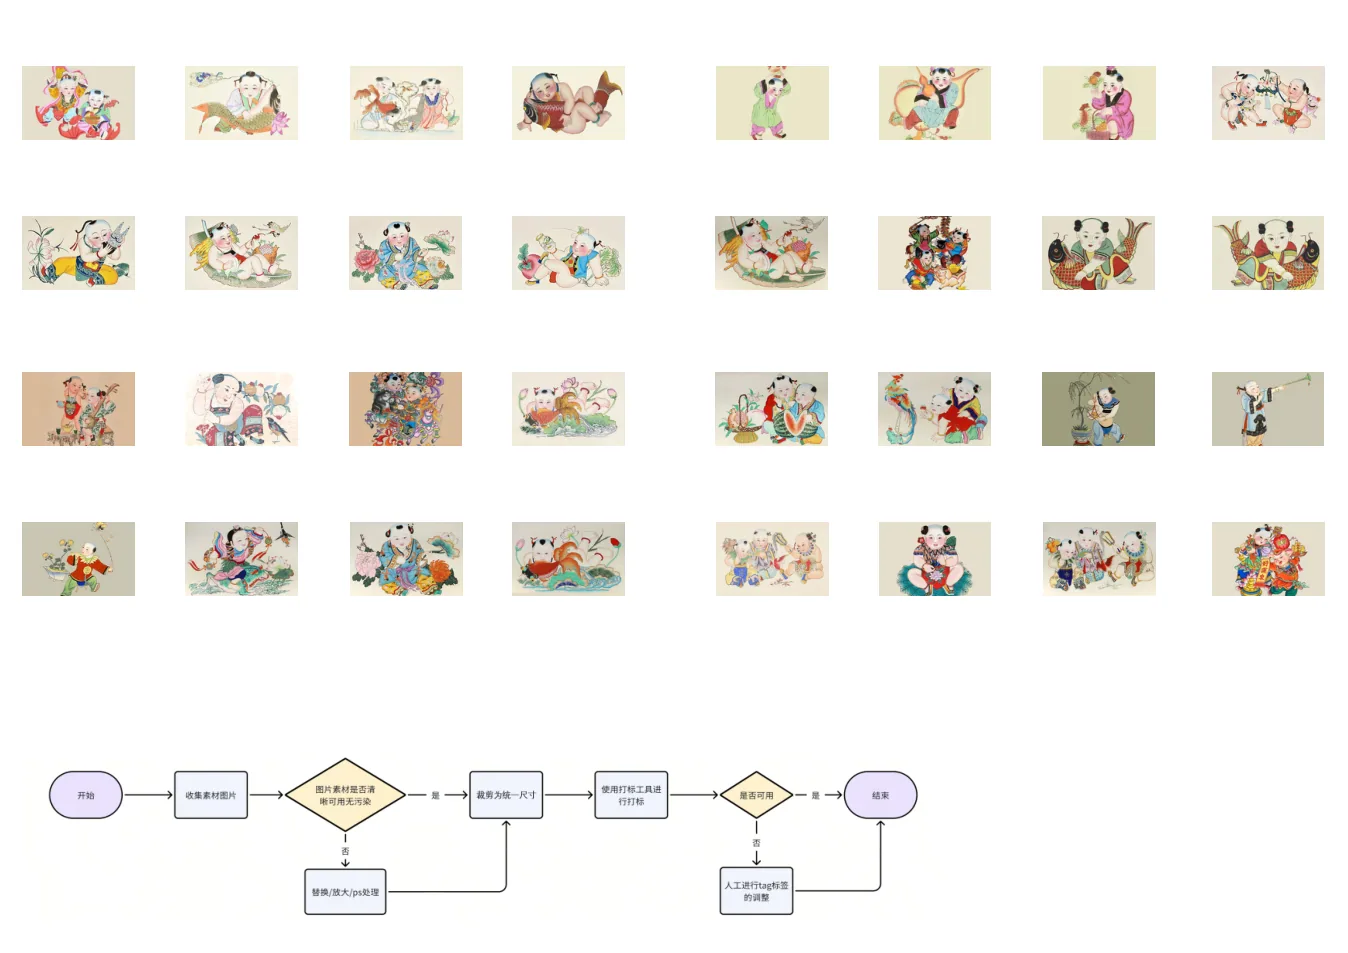 开始
收集素材图片
图片素材是否清
晰可用无污染
是
裁剪为统一尺寸
使用打标工具进
行打标
是否可用
是
结束
否
否
替换/放大/ps处理
人工进行tag标签
的调整